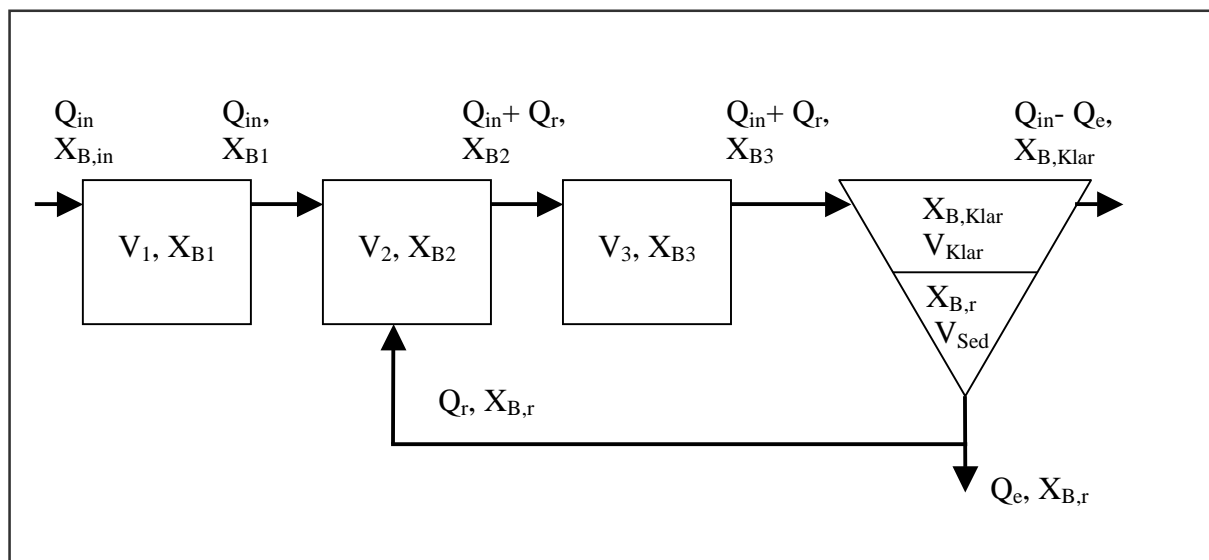 Q_in
X_B,in
Q_in,
X_B1
Q_in+ Q_r,
X_B2
Q_in+ Q_r,
X_B3
Q_in- Q_e,
X_B,Klar
V_1, X_B1
V_2, X_B2
V_3, X_B3
X_B,Klar
V_Klar
X_B,r
V_Sed
Q_r, X_B,r
Q_e, X_B,r